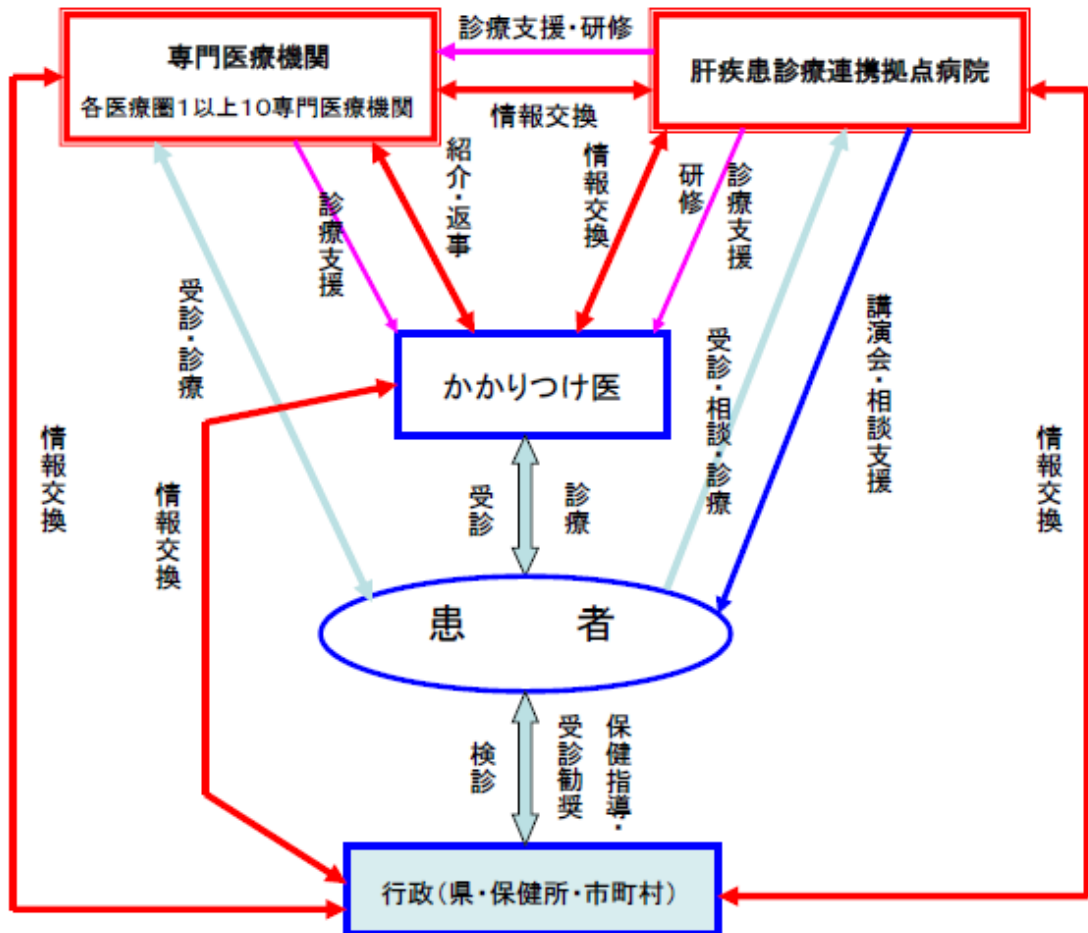 専門医療機関
各医療圏1以上10専門医療機関
診療支援・研修
肝疾患診療連携拠点病院
情報交換
紹介・返事
情報交換
研修
診療支援
診療支援
受診・診療
受診・相談・診療
講演会・相談支援
かかりつけ医
情報交換
情報交換
情報交換
受診
診療
患者
検診
保健指導・
受診勧奨
行政(県・保健所・市町村)